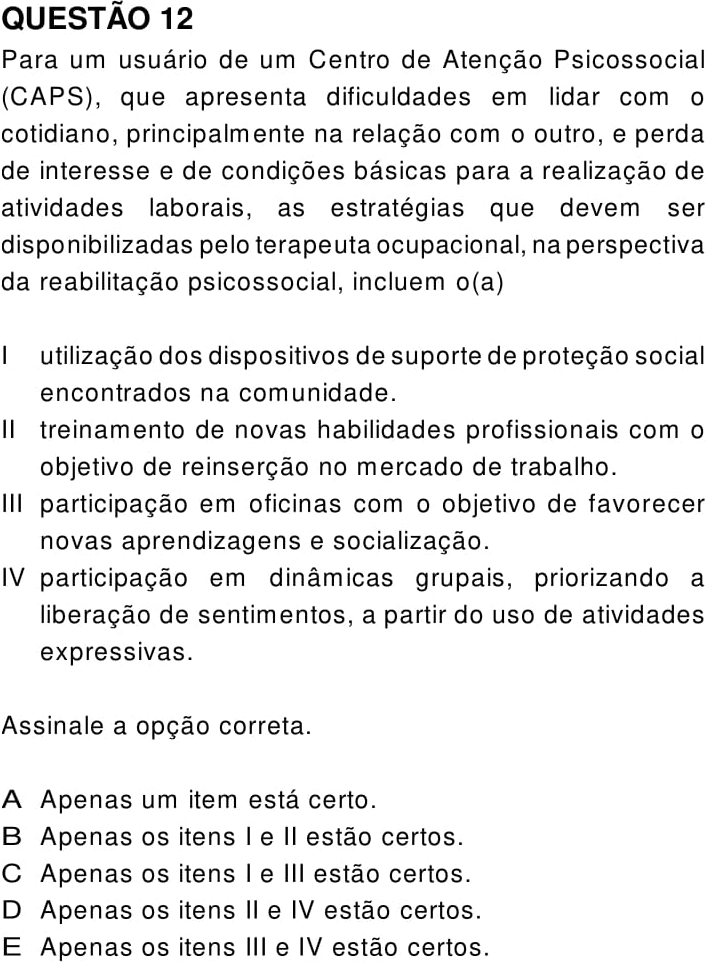 QUESTÃO 12
Para um usuário de um Centro de Atenção Psicossocial
(CAPS), que apresenta dificuldades em lidar com o
cotidiano, principalmente na relação com o outro, e perda
de interesse e de condições básicas para a realização de
atividades laborais, as estratégias que devem ser
disponibilizadas pelo terapeuta ocupacional, na perspectiva
da reabilitação psicossocial, incluem o(a)
I utilização dos dispositivos de suporte de proteção social
encontrados na comunidade.
II treinamento de novas habilidades profissionais com o
objetivo de reinserção no mercado de trabalho.
III participação em oficinas com o objetivo de favorecer
novas aprendizagens e socialização.
IV participação em dinâmicas grupais, priorizando a
liberação de sentimentos, a partir do uso de atividades
expressivas.
Assinale a opção correta.
A Apenas um item está certo.
B Apenas os itens I e II estão certos.
C Apenas os itens I e III estão certos.
D Apenas os itens II e IV estão certos.
E Apenas os itens III e IV estão certos.